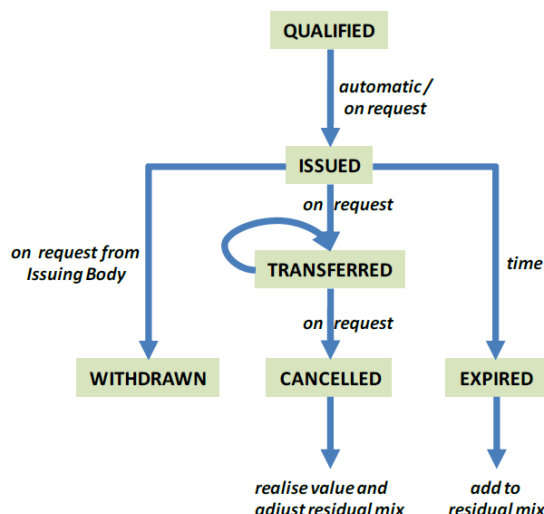 QUALIFIED
automatic /
on request
ISSUED
on request
on request from
Issuing Body
time
TRANSFERRED
on request
WITHDRAWN
CANCELLED
EXPIRED
realise value and
adjust residual mix
add to
residual mix